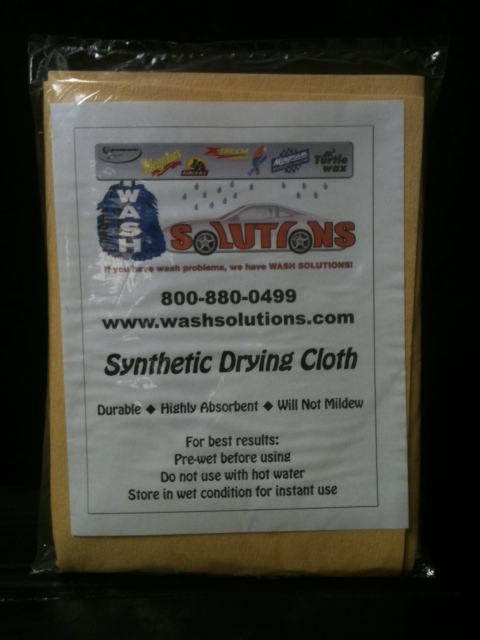 Turtle
wax
WASH
SOLUTIONS
If you have wash problems, we have WASH SOLUTIONS!
800-880-0499
www.washsolutions.com
Synthetic Drying Cloth
Durable ◆ Highly Absorbent ◆ Will Not Mildew
For best results:
Pre-wet before using
Do not use with hot water
Store in wet condition for instant use